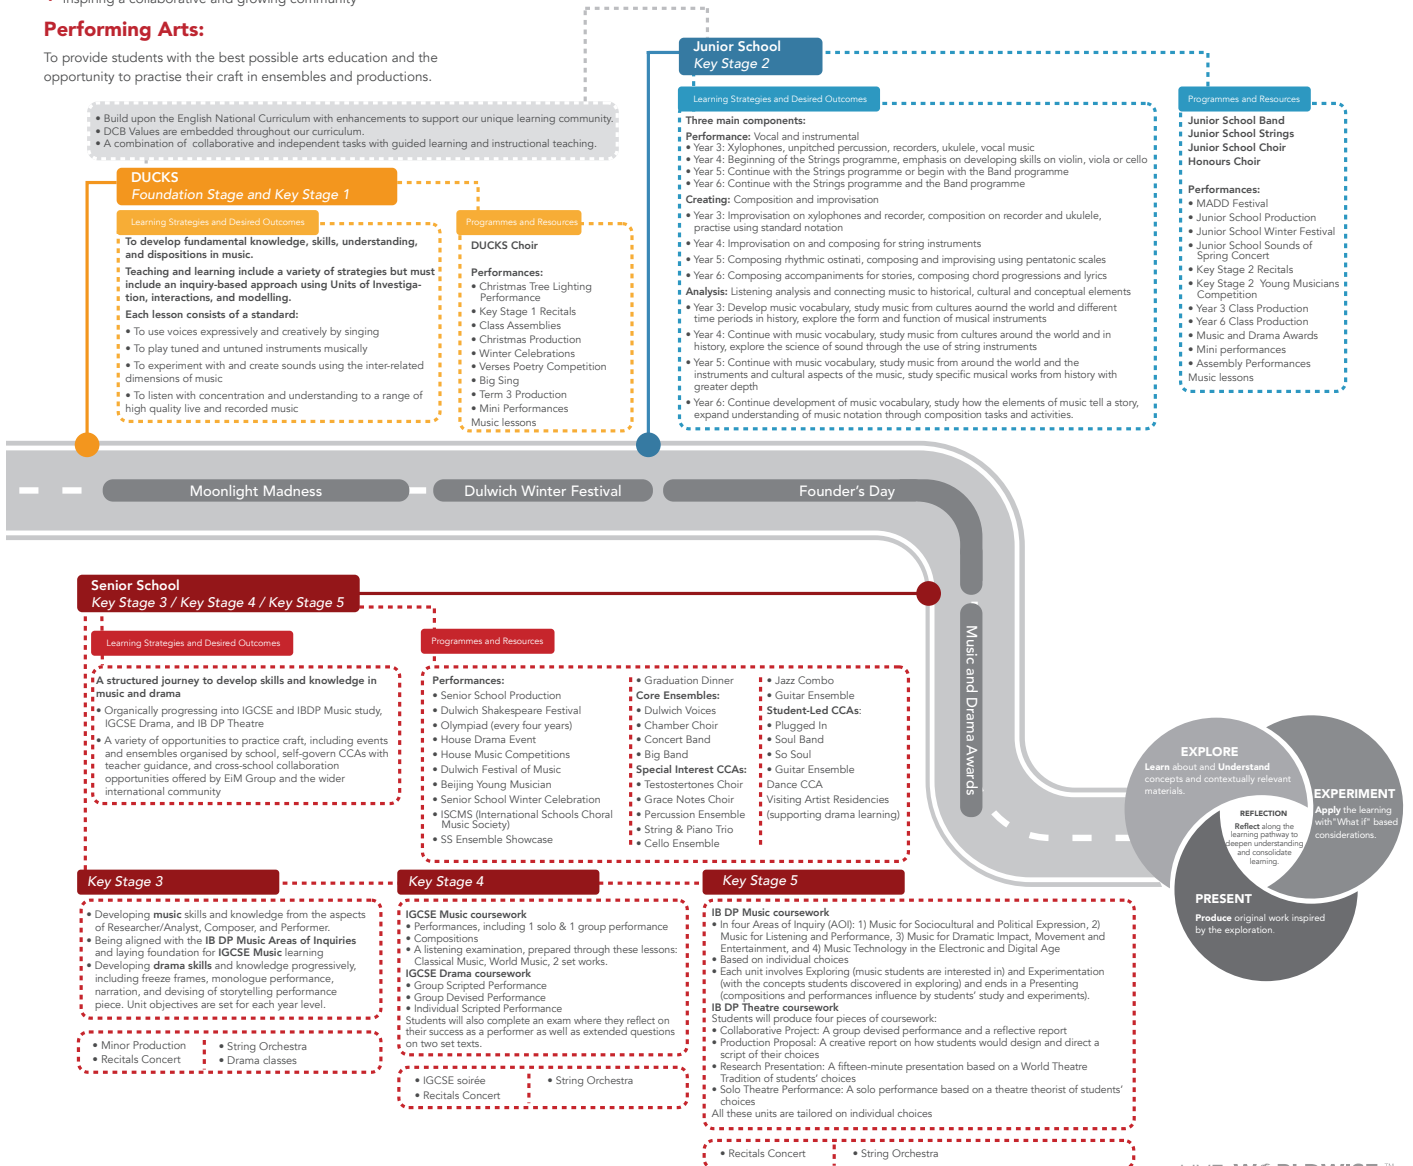 • Inspiring a collaborative and growing community
Performing Arts:
To provide students with the best possible arts education and the
opportunity to practise their craft in ensembles and productions.
• Build upon the English National Curriculum with enhancements to support our unique learning community.
• DCB Values are embedded throughout our curriculum.
• A combination of collaborative and independent tasks with guided learning and instructional teaching.
DUCKS
Foundation Stage and Key Stage 1
Learning Strategies and Desired Outcomes
To develop fundamental knowledge, skills, understanding,
and dispositions in music.
Teaching and learning include a variety of strategies but must
include an inquiry-based approach using Units of Investiga-
tion, interactions, and modelling.
Each lesson consists of a standard:
• To use voices expressively and creatively by singing
• To play tuned and untuned instruments musically
• To experiment with and create sounds using the inter-related
dimensions of music
• To listen with concentration and understanding to a range of
high quality live and recorded music
Programmes and Resources
DUCKS Choir
Performances:
• Christmas Tree Lighting
Performance
• Key Stage 1 Recitals
• Class Assemblies
• Christmas Production
• Winter Celebrations
• Verses Poetry Competition
• Big Sing
• Term 3 Production
• Mini Performances
Music lessons
Junior School
Key Stage 2
Learning Strategies and Desired Outcomes
Three main components:
Performance: Vocal and instrumental
• Year 3: Xylophones, unpitched percussion, recorders, ukulele, vocal music
• Year 4: Beginning of the Strings programme, emphasis on developing skills on violin, viola or cello
• Year 5: Continue with the Strings programme or begin with the Band programme
• Year 6: Continue with the Strings programme and the Band programme
Creating: Composition and improvisation
• Year 3: Improvisation on xylophones and recorder, composition on recorder and ukulele,
practise using standard notation
• Year 4: Improvisation on and composing for string instruments
• Year 5: Composing rhythmic ostinati, composing and improvising using pentatonic scales
• Year 6: Composing accompaniments for stories, composing chord progressions and lyrics
Analysis: Listening analysis and connecting music to historical, cultural and conceptual elements
• Year 3: Develop music vocabulary, study music from cultures aournd the world and different
time periods in history, explore the form and function of musical instruments
• Year 4: Continue with music vocabulary, study music from cultures around the world and in
history, explore the science of sound through the use of string instruments
• Year 5: Continue with music vocabulary, study music from around the world and the
instruments and cultural aspects of the music, study specific musical works from history with
greater depth
• Year 6: Continue development of music vocabulary, study how the elements of music tell a story,
expand understanding of music notation through composition tasks and activities.
Programmes and Resources
Junior School Band
Junior School Strings
Junior School Choir
Honours Choir
Performances:
• MADD Festival
• Junior School Production
• Junior School Winter Festival
• Junior School Sounds of
Spring Concert
• Key Stage 2 Recitals
• Key Stage 2 Young Musicians
Competition
• Year 3 Class Production
• Year 6 Class Production
• Music and Drama Awards
• Mini performances
• Assembly Performances
Music lessons
Moonlight Madness
Dulwich Winter Festival
Founder's Day
Music and Drama Awards
Senior School
Key Stage 3 / Key Stage 4 / Key Stage 5
Learning Strategies and Desired Outcomes
A structured journey to develop skills and knowledge in
music and drama
• Organically progressing into IGCSE and IBDP Music study,
IGCSE Drama, and IB DP Theatre
• A variety of opportunities to practice craft, including events
and ensembles organised by school, self-govern CCAs with
teacher guidance, and cross-school collaboration
opportunities offered by EiM Group and the wider
international community
Programmes and Resources
Performances:
• Senior School Production
• Dulwich Shakespeare Festival
• Olympiad (every four years)
• House Drama Event
• House Music Competitions
• Dulwich Festival of Music
• Beijing Young Musician
• Senior School Winter Celebration
• ISCMS (International Schools Choral
Music Society)
• SS Ensemble Showcase
• Graduation Dinner
Core Ensembles:
• Dulwich Voices
• Chamber Choir
• Concert Band
• Big Band
Special Interest CCAs:
• Testostertones Choir
• Grace Notes Choir
• Percussion Ensemble
• String & Piano Trio
• Cello Ensemble
• Jazz Combo
• Guitar Ensemble
Student-Led CCAs:
• Plugged In
• Soul Band
• So Soul
• Guitar Ensemble
Dance CCA
Visiting Artist Residencies
(supporting drama learning)
EXPLORE
Learn about and Understand
concepts and contextually relevant
materials.
EXPERIMENT
Apply the learning
with"What if" based
considerations.
REFLECTION
Reflect along the
learning pathway to
deepen understanding
and consolidate
learning.
PRESENT
Produce original work inspired
by the exploration.
Key Stage 3
• Developing music skills and knowledge from the aspects
of Researcher/Analyst, Composer, and Performer.
• Being aligned with the IB DP Music Areas of Inquiries
and laying foundation for IGCSE Music learning
• Developing drama skills and knowledge progressively,
including freeze frames, monologue performance,
narration, and devising of storytelling performance
piece. Unit objectives are set for each year level.
• Minor Production
• Recitals Concert
• String Orchestra
• Drama classes
Key Stage 4
IGCSE Music coursework
• Performances, including 1 solo & 1 group performance
• Compositions
• A listening examination, prepared through these lessons:
Classical Music, World Music, 2 set works.
IGCSE Drama coursework
• Group Scripted Performance
• Group Devised Performance
• Individual Scripted Performance
Students will also complete an exam where they reflect on
their success as a performer as well as extended questions
on two set texts.
• IGCSE soirée
• Recitals Concert
• String Orchestra
Key Stage 5
IB DP Music coursework
• In four Areas of Inquiry (AOI): 1) Music for Sociocultural and Political Expression, 2)
Music for Listening and Performance, 3) Music for Dramatic Impact, Movement and
Entertainment, and 4) Music Technology in the Electronic and Digital Age
• Based on individual choices
• Each unit involves Exploring (music students are interested in) and Experimentation
(with the concepts students discovered in exploring) and ends in a Presenting
(compositions and performances influence by students' study and experiments).
IB DP Theatre coursework
Students will produce four pieces of coursework:
• Collaborative Project: A group devised performance and a reflective report
• Production Proposal: A creative report on how students would design and direct a
script of their choices
• Research Presentation: A fifteen-minute presentation based on a World Theatre
Tradition of students' choices
• Solo Theatre Performance: A solo performance based on a theatre theorist of students'
choices
All these units are tailored on individual choices
• Recitals Concert
• String Orchestra